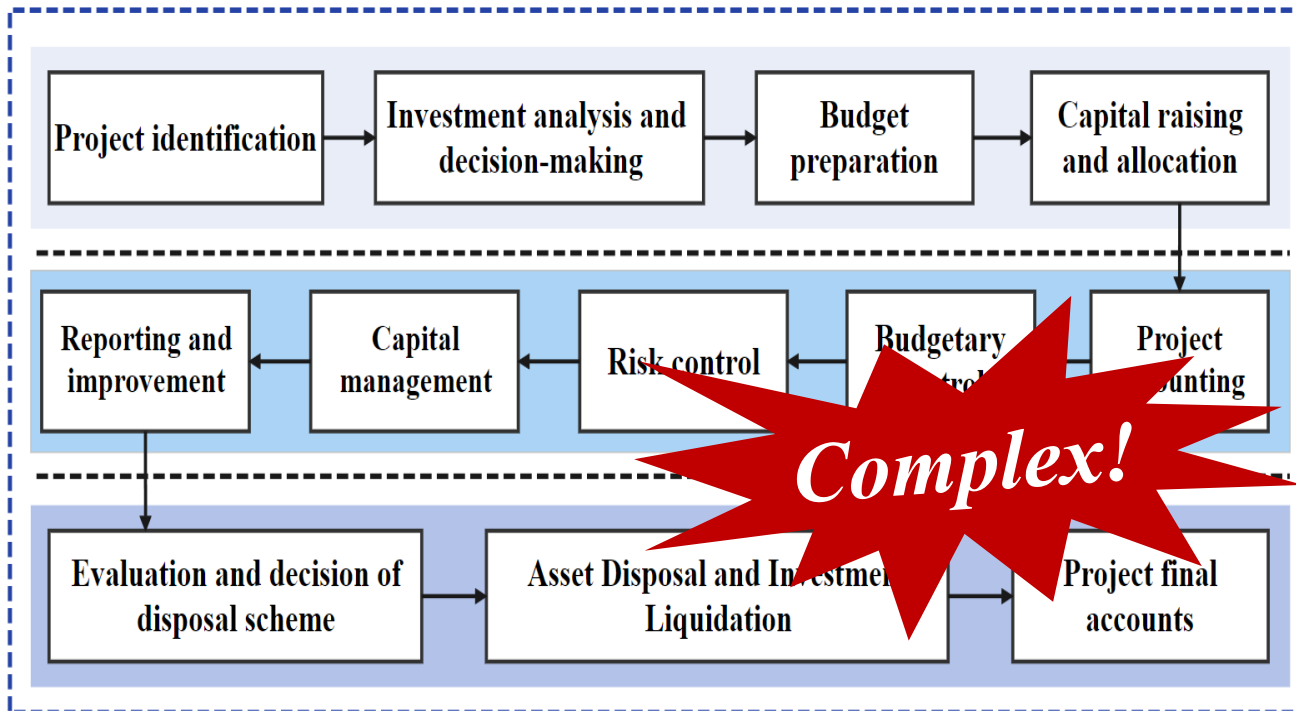 Project identification
Investment analysis and
decision-making
Budget
preparation
Capital raising
and allocation
Reporting and
improvement
Capital
management
Risk control
Budgetary
Project
Complex!
Evaluation and decision of
disposal scheme
Asset Disposal and
Liquidation
Project final
accounts